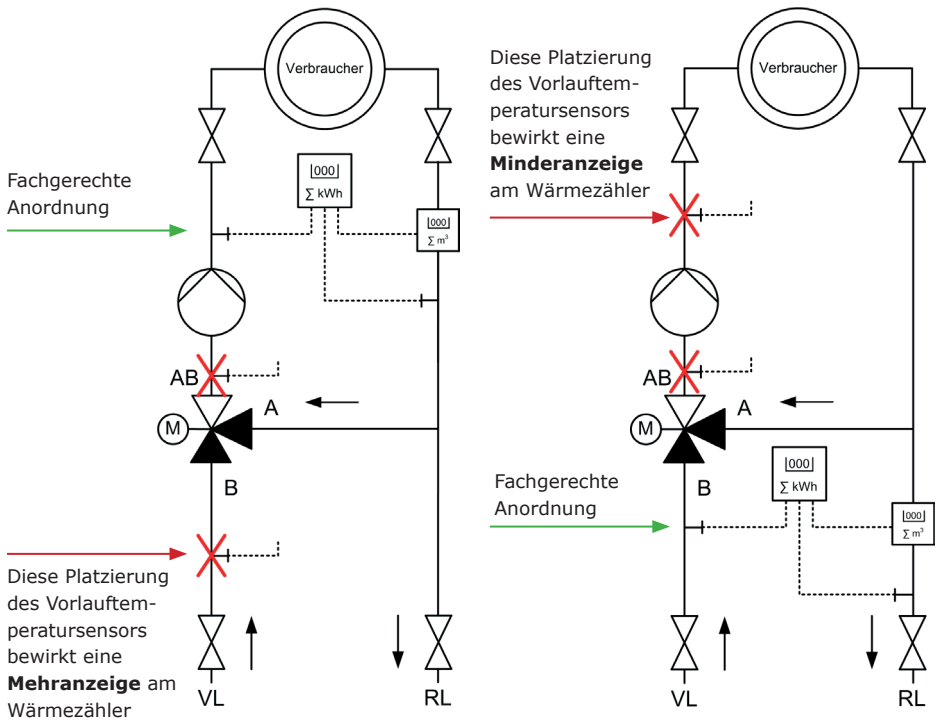 Verbraucher
Fachgerechte
Anordnung
|000|
∑ kWh
|000|
∑ m³
AB
A
M
B
Diese Platzierung
des Vorlauftem-
peratursensors
bewirkt eine
Mehranzeige am
Wärmezähler
VL
RL
Diese Platzierung
des Vorlauftem-
peratursensors
bewirkt eine
Minderanzeige
am Wärmezähler
Verbraucher
AB
A
M
B
Fachgerechte
Anordnung
|000|
∑ kWh
|000|
∑ m³
VL
RL